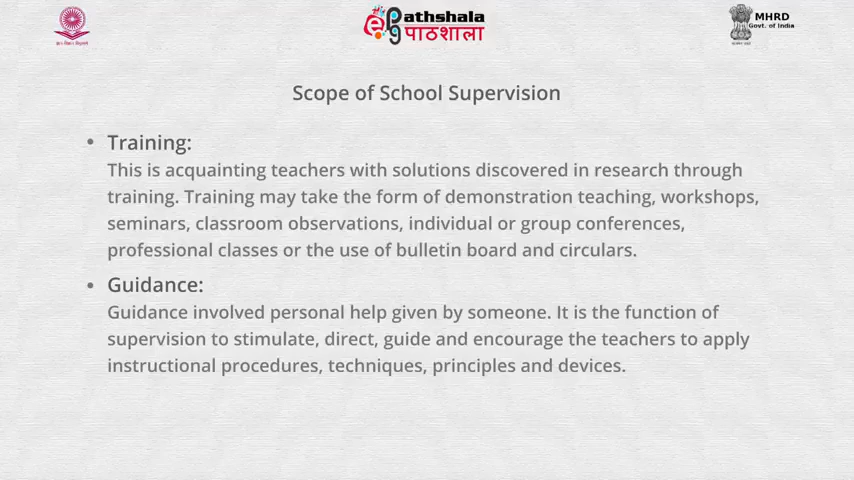 ePathshala
पाठशाला
MHRD
Govt. of India
Scope of School Supervision
• Training:
This is acquainting teachers with solutions discovered in research through
training. Training may take the form of demonstration teaching, workshops,
seminars, classroom observations, individual or group conferences,
professional classes or the use of bulletin board and circulars.
• Guidance:
Guidance involved personal help given by someone. It is the function of
supervision to stimulate, direct, guide and encourage the teachers to apply
instructional procedures, techniques, principles and devices.